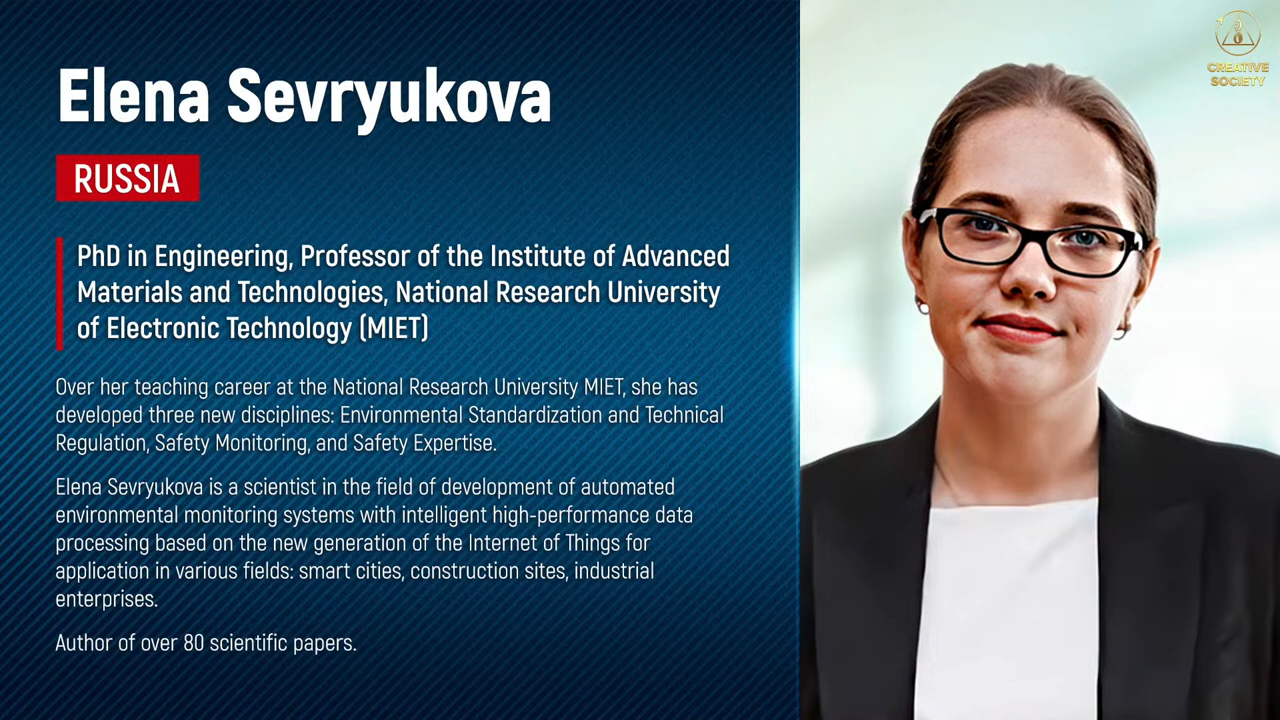 Elena Sevryukova
RUSSIA
PhD in Engineering, Professor of the Institute of Advanced
Materials and Technologies, National Research University
of Electronic Technology (MIET)
Over her teaching career at the National Research University MIET, she has
developed three new disciplines: Environmental Standardization and Technical
Regulation, Safety Monitoring, and Safety Expertise.
Elena Sevryukova is a scientist in the field of development of automated
environmental monitoring systems with intelligent high-performance data
processing based on the new generation of the Internet of Things for
application in various fields: smart cities, construction sites, industrial
enterprises.
Author of over 80 scientific papers.
CREATIVE
SOCIETY